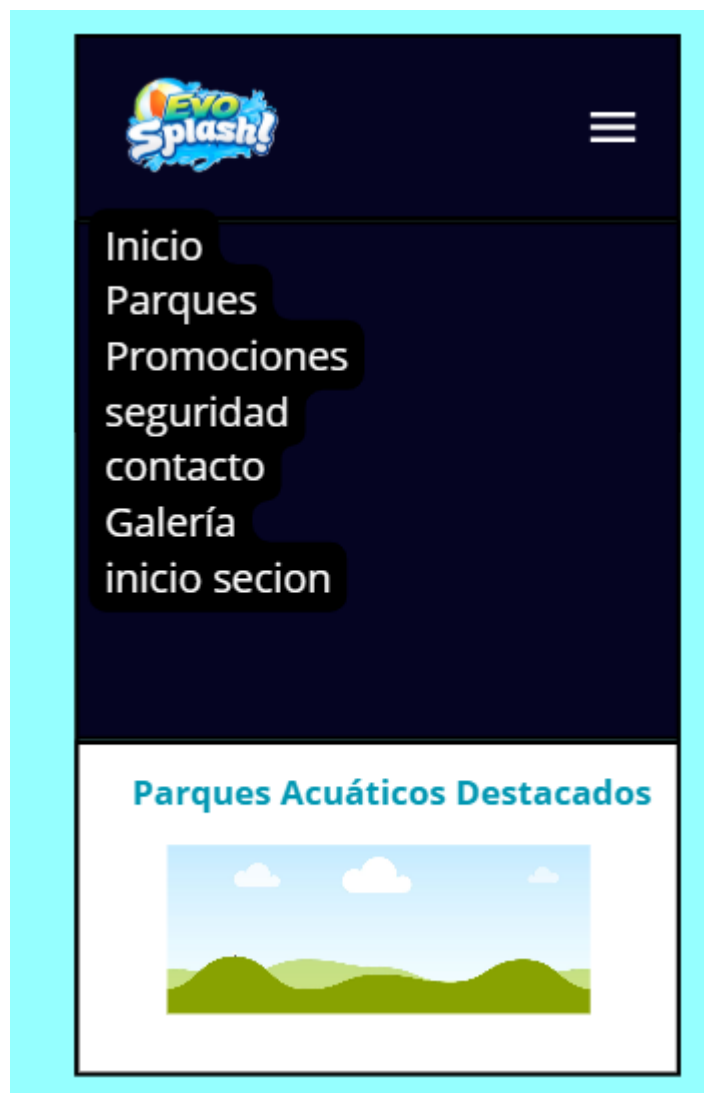 EVO
Splash!
Inicio
Parques
Promociones
seguridad
contacto
Galería
inicio secion
Parques Acuáticos Destacados